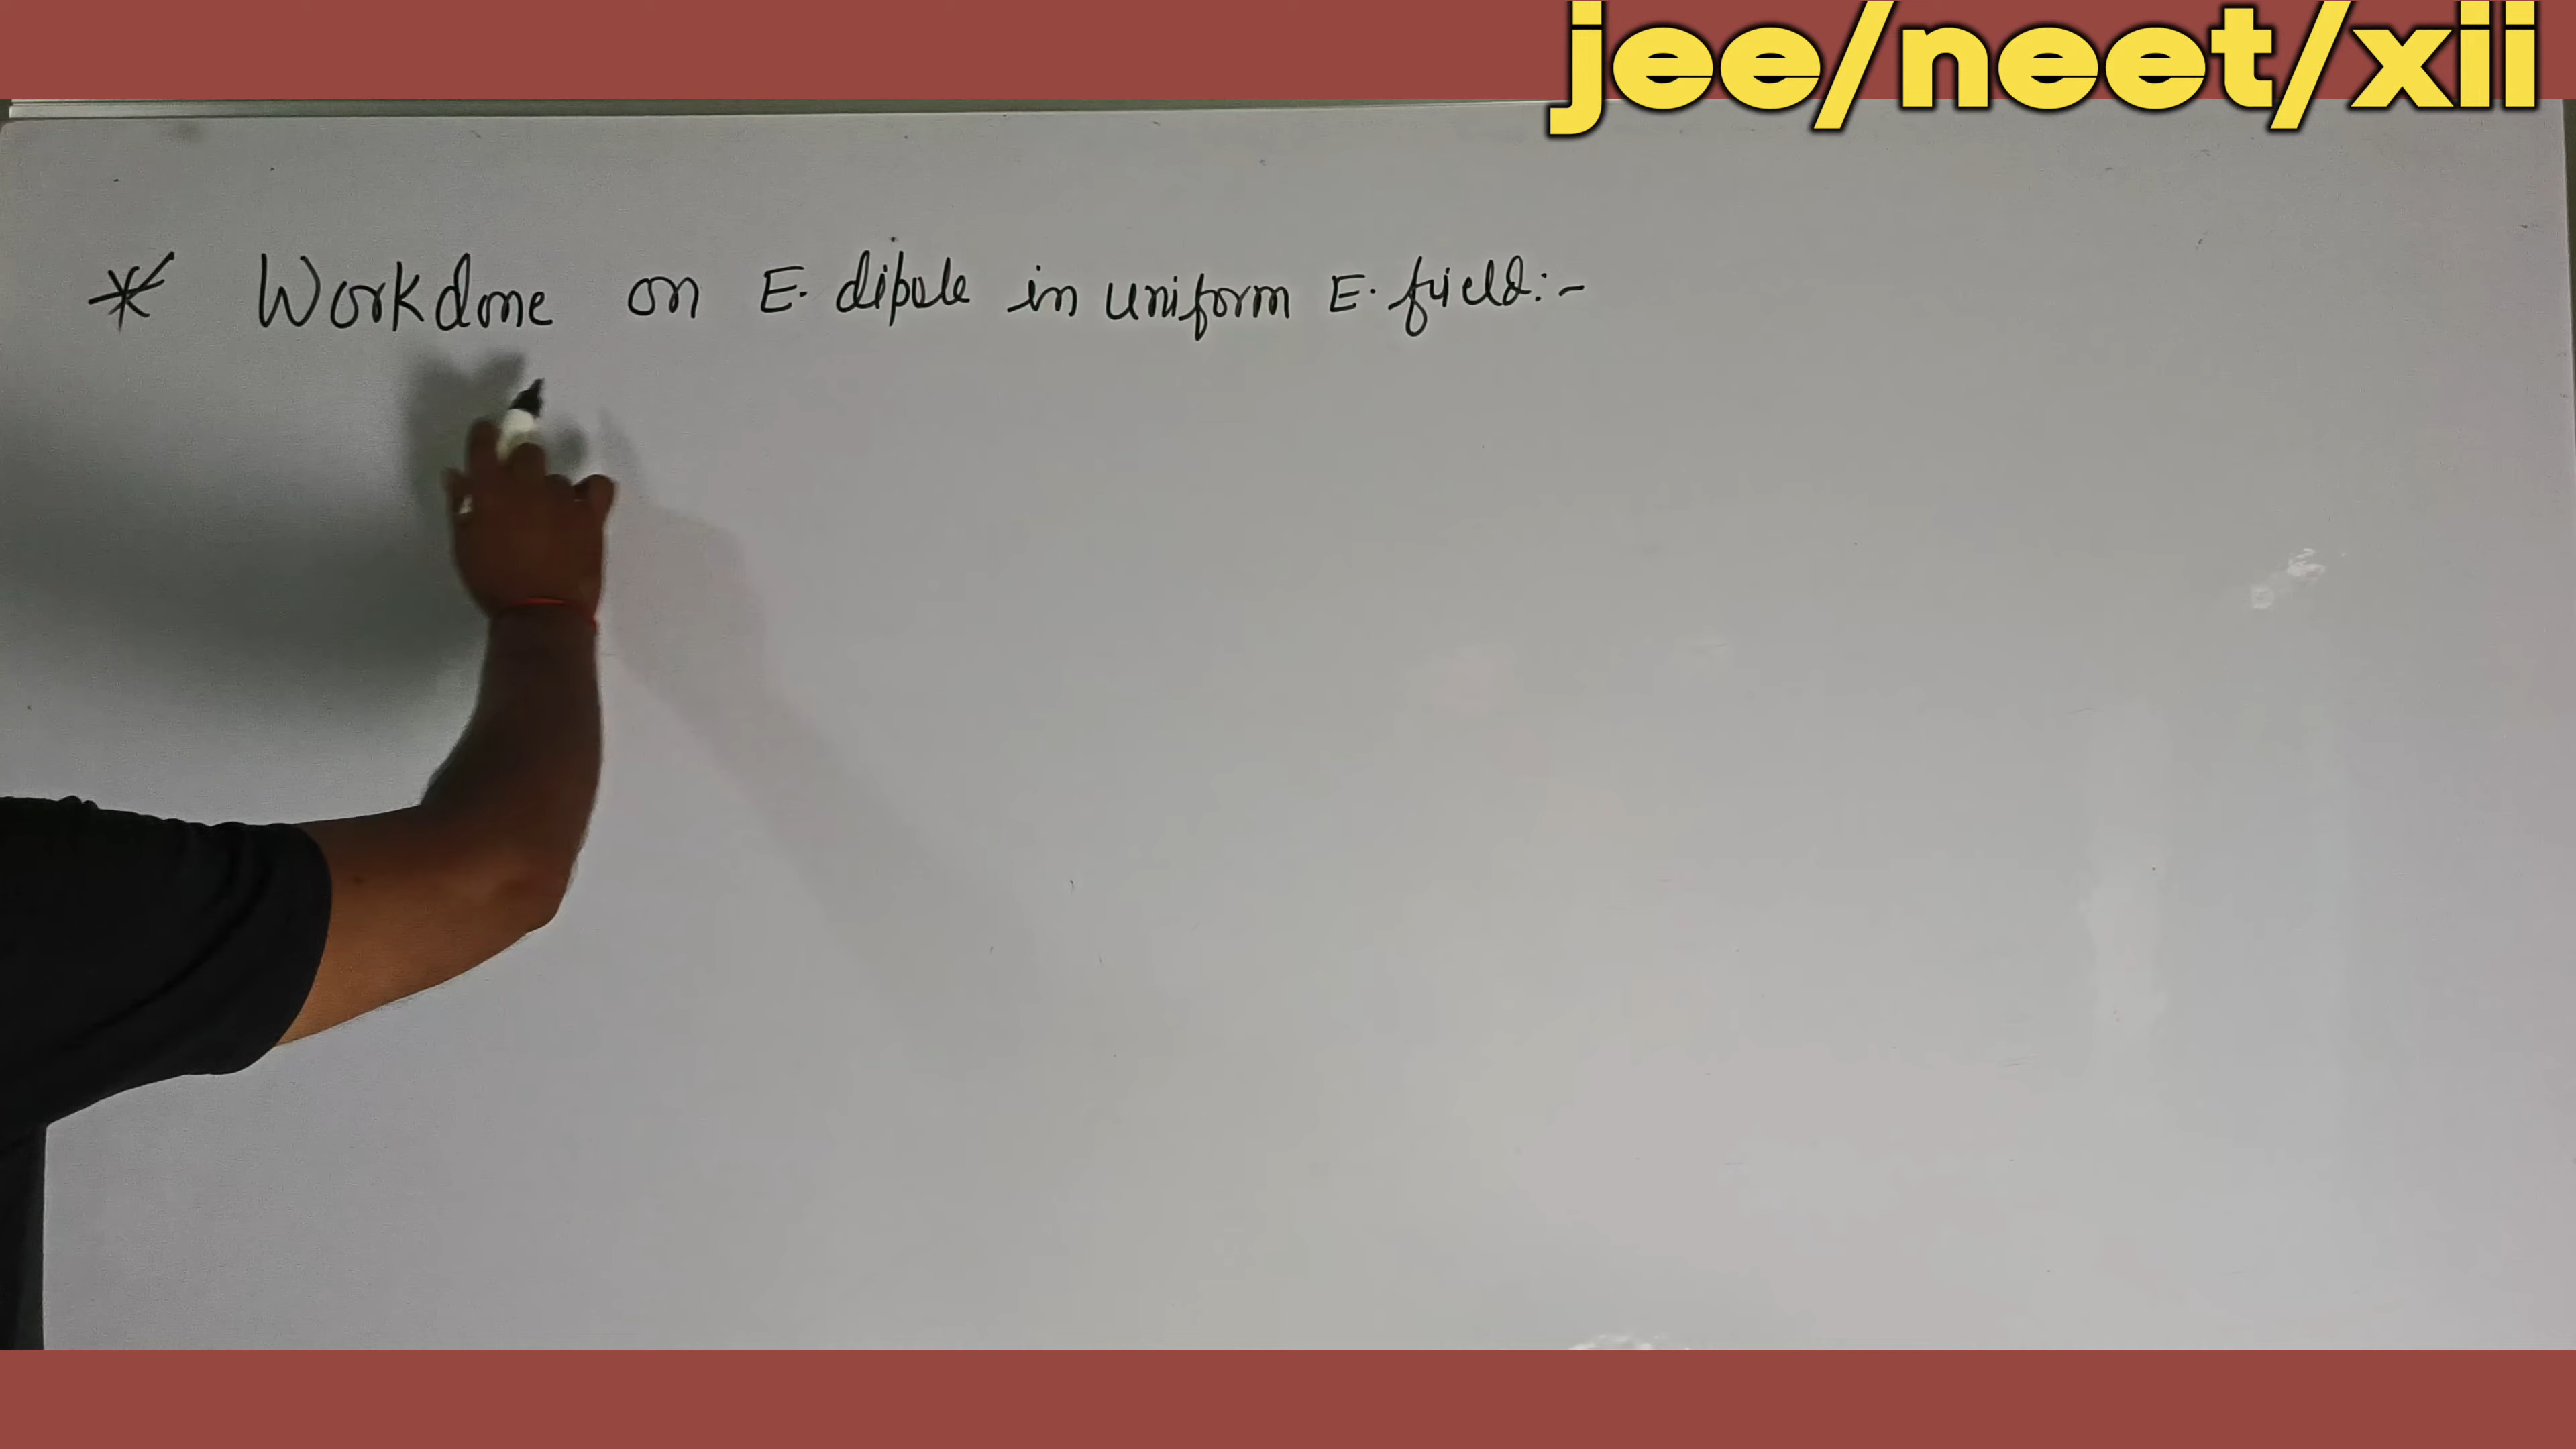 jee/neet/xii
* Workdone on E. dipole in uniform E. field:-